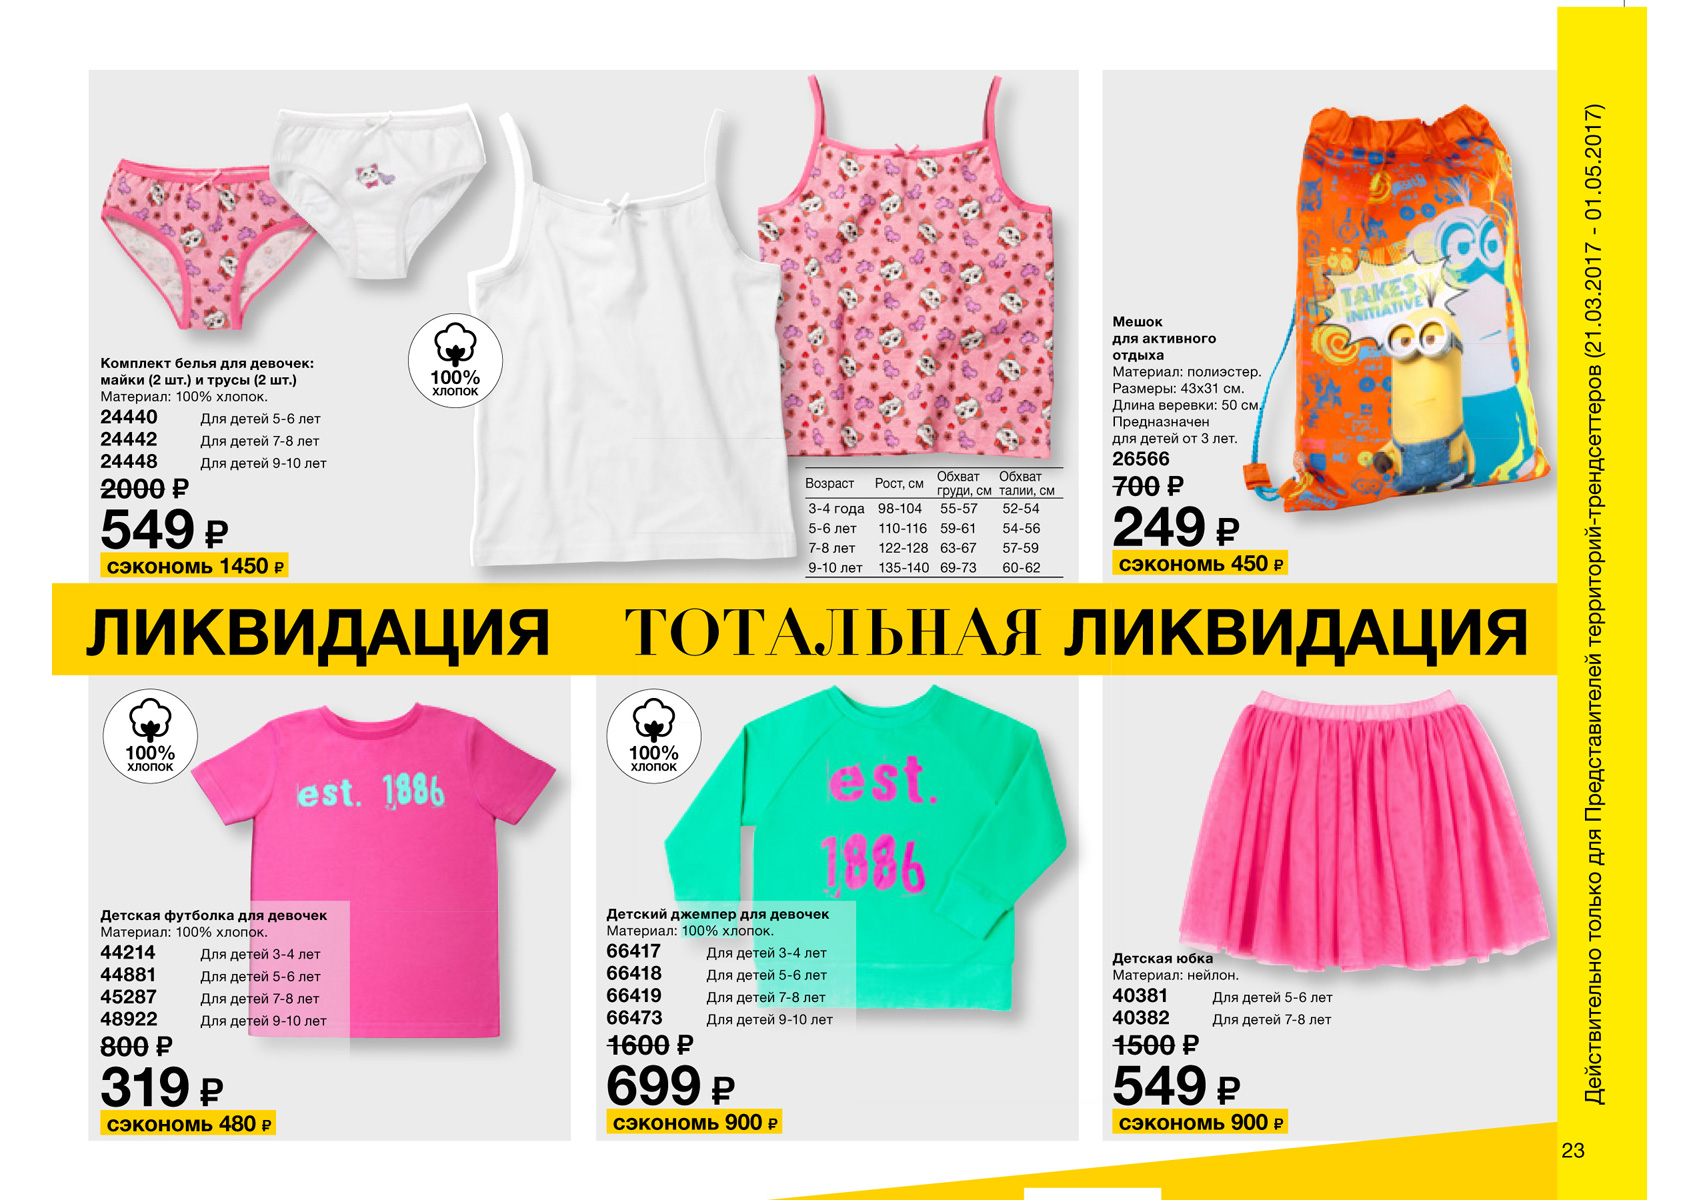 Комплект белья для девочек:
майки (2 шт.) и трусы (2 шт.)
Материал: 100% хлопок.
24440 Для детей 5-6 лет
24442 Для детей 7-8 лет
24448 Для детей 9-10 лет
2000 ₽
549 ₽
сэкономь 1450 ₽
100%
ХЛОПОК
Возраст Рост, см Обхват груди, см Обхват талии, см
3-4 года 98-104 55-57 52-54
5-6 лет 110-116 59-61 54-56
7-8 лет 122-128 63-67 57-59
9-10 лет 135-140 69-73 60-62
Мешок
для активного
отдыха
Материал: полиэстер.
Размеры: 43х31 см.
Длина веревки: 50 см.
Предназначен
для детей от 3 лет.
26566
700 ₽
249 ₽
сэкономь 450 ₽
TAKES
INITIATIVE
ЛИКВИДАЦИЯ ТОТАЛЬНАЯ ЛИКВИДАЦИЯ
100%
ХЛОПОК
est. 1886
Детская футболка для девочек
Материал: 100% хлопок.
44214 Для детей 3-4 лет
44881 Для детей 5-6 лет
45287 Для детей 7-8 лет
48922 Для детей 9-10 лет
800 ₽
319 ₽
сэкономь 480 ₽
100%
ХЛОПОК
est.
1886
Детский джемпер для девочек
Материал: 100% хлопок.
66417 Для детей 3-4 лет
66418 Для детей 5-6 лет
66419 Для детей 7-8 лет
66473 Для детей 9-10 лет
1600 ₽
699 ₽
сэкономь 900 ₽
Детская юбка
Материал: нейлон.
40381 Для детей 5-6 лет
40382 Для детей 7-8 лет
1500 ₽
549 ₽
сэкономь 900 ₽
Действительно только для Представителей территорий-трендсеттеров (21.03.2017 - 01.05.2017)
23